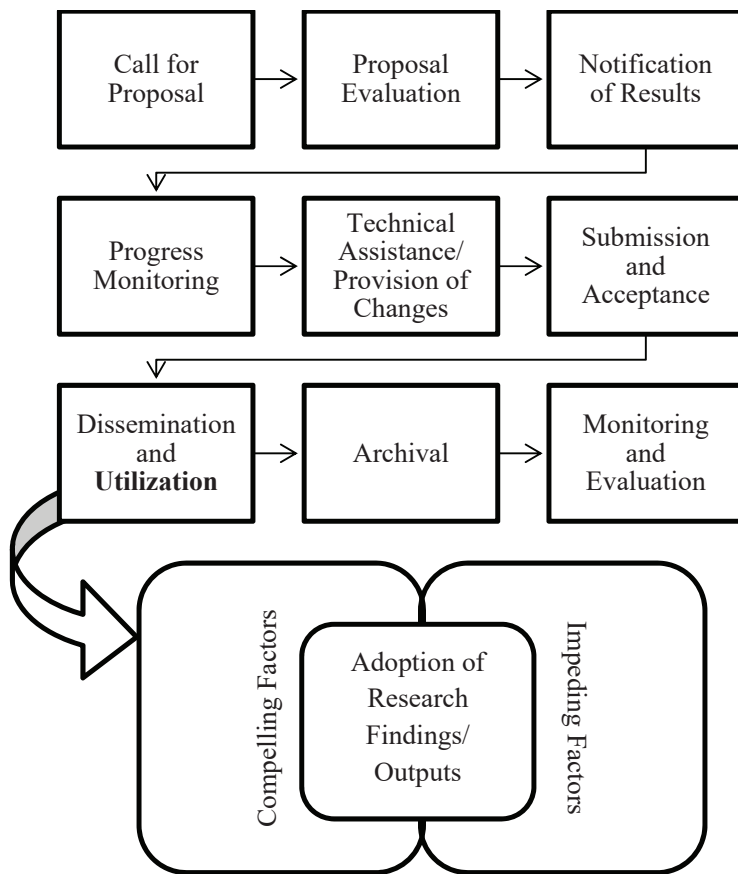 Call for
Proposal
Proposal
Evaluation
Notification
of Results
Progress
Monitoring
Technical
Assistance/
Provision of
Changes
Submission
and
Acceptance
Dissemination
and
Utilization
Archival
Monitoring
and
Evaluation
Compelling Factors
Adoption of
Research
Findings/
Outputs
Impeding Factors